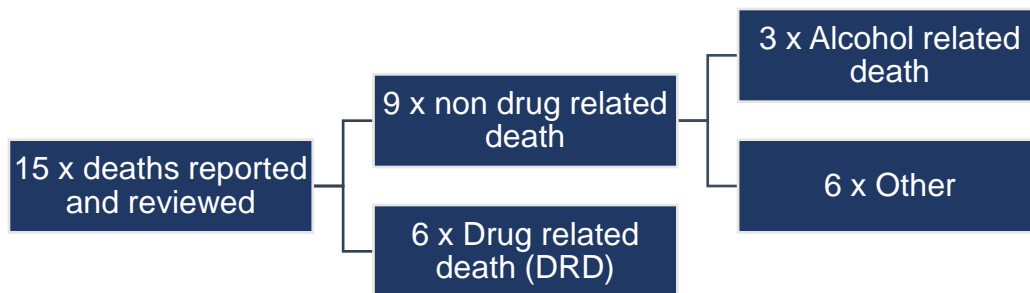 15 x deaths reported
and reviewed
9 x non drug related
death
6 x Drug related
death (DRD)
3 x Alcohol related
death
6 x Other